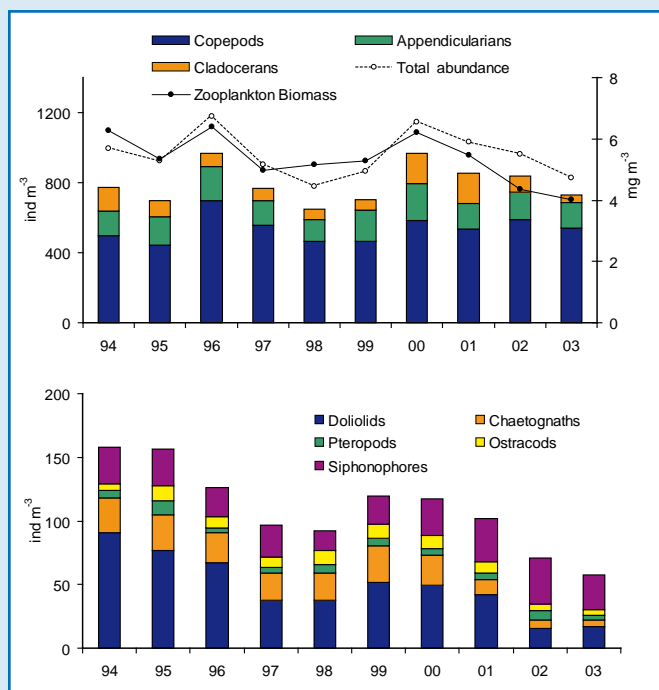 Copepods Appendicularians
Cladocerans Total abundance
Zooplankton Biomass
ind m-3
1200
800
400
0
8
6
4
2
0
mg m-3
94 95 96 97 98 99 00 01 02 03
Doliolids Chaetognaths
Pteropods Ostracods
Siphonophores
ind m-3
200
150
100
50
0
94 95 96 97 98 99 00 01 02 03